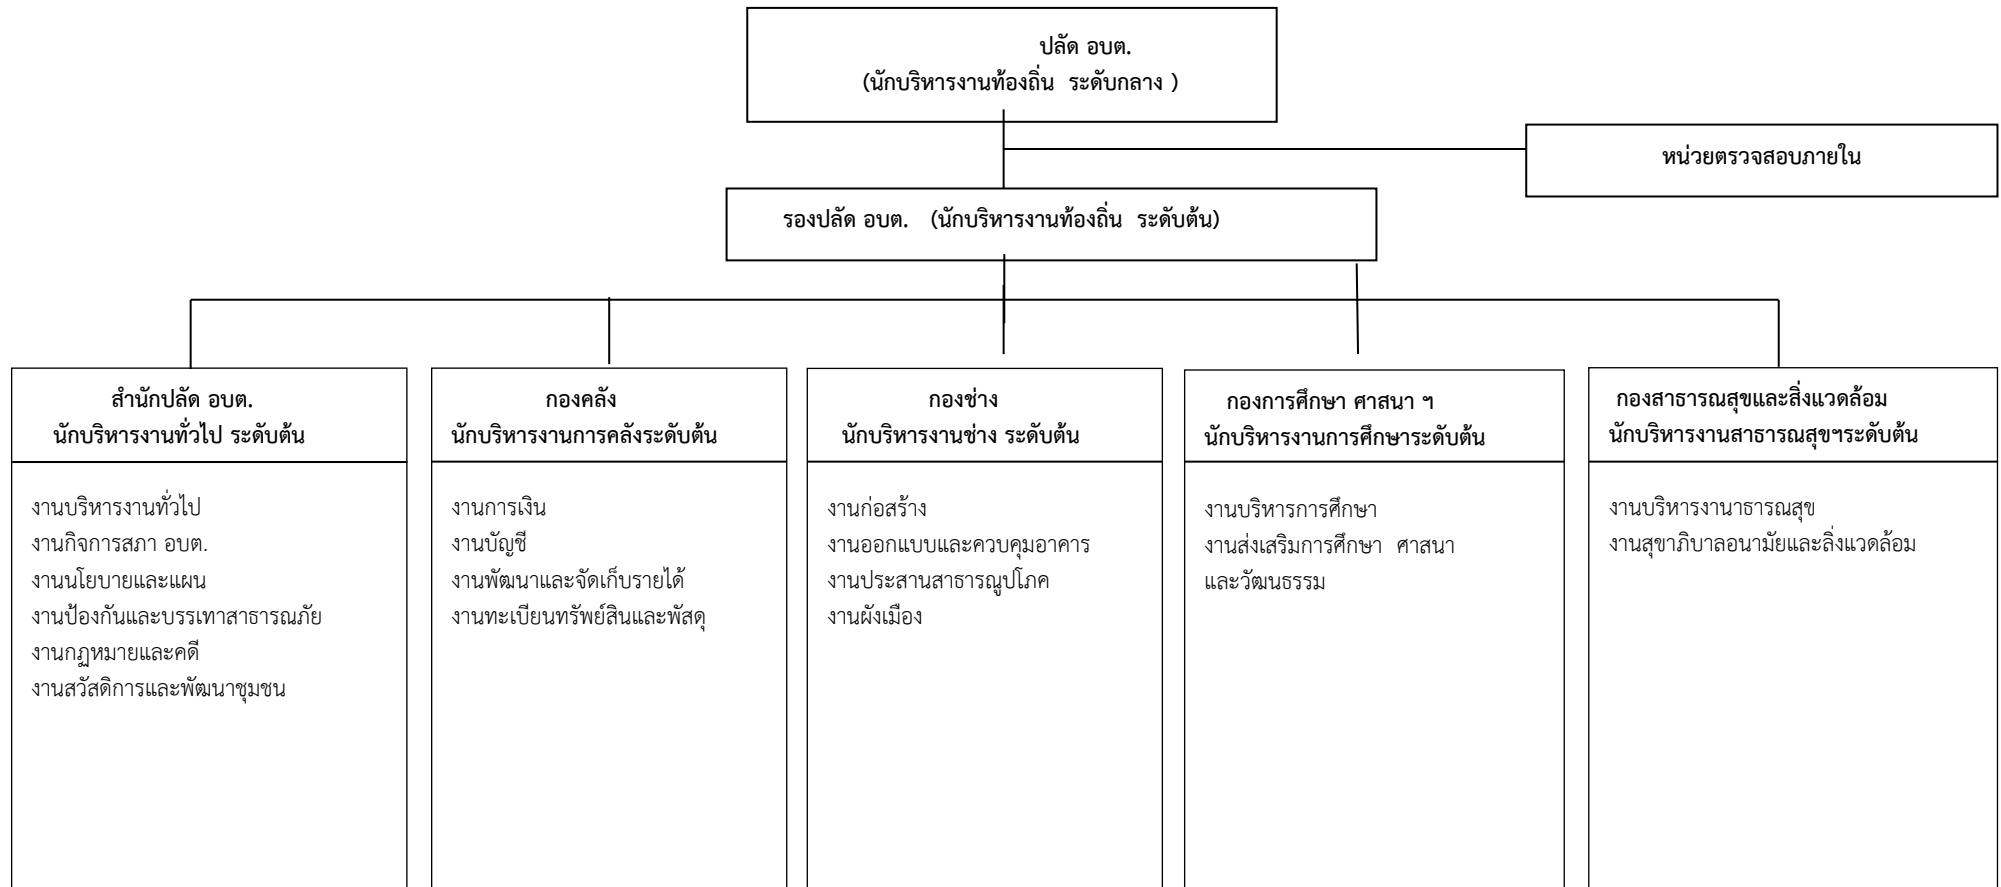 ปลัด อบต.
(นักบริหารงานท้องถิ่น ระดับกลาง )
หน่วยตรวจสอบภายใน
รองปลัด อบต. (นักบริหารงานท้องถิ่น ระดับต้น)
สำนักปลัด อบต.
นักบริหารงานทั่วไป ระดับต้น
งานบริหารงานทั่วไป
งานกิจการสภา อบต.
งานนโยบายและแผน
งานป้องกันและบรรเทาสาธารณภัย
งานกฎหมายและคดี
งานสวัสดิการและพัฒนาชุมชน
กองคลัง
นักบริหารงานการคลังระดับต้น
งานการเงิน
งานบัญชี
งานพัฒนาและจัดเก็บรายได้
งานทะเบียนทรัพย์สินและพัสดุ
กองช่าง
นักบริหารงานช่าง ระดับต้น
งานก่อสร้าง
งานออกแบบและควบคุมอาคาร
งานประสานสาธารณูปโภค
งานผังเมือง
กองการศึกษา ศาสนา ฯ
นักบริหารงานการศึกษาระดับต้น
งานบริหารการศึกษา
งานส่งเสริมการศึกษา ศาสนา
และวัฒนธรรม
กองสาธารณสุขและสิ่งแวดล้อม
นักบริหารงานสาธารณสุขฯระดับต้น
งานบริหารงานาธารณสุข
งานสุขาภิบาลอนามัยและลิ่งแวดล้อม